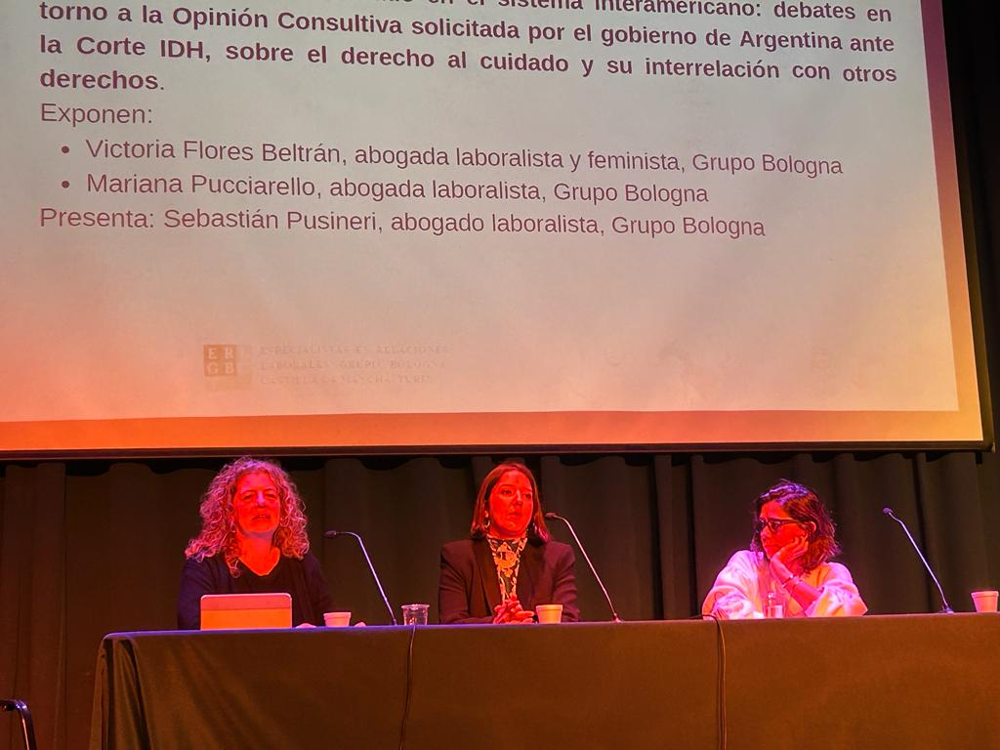 en el sistema interamericano: debates en
torno a la Opinión Consultiva solicitada por el gobierno de Argentina ante
la Corte IDH, sobre el derecho al cuidado y su interrelación con otros
derechos.
Exponen:
• Victoria Flores Beltrán, abogada laboralista y feminista, Grupo Bologna
• Mariana Pucciarello, abogada laboralista, Grupo Bologna
Presenta: Sebastián Pusineri, abogado laboralista, Grupo Bologna
ER
GB
ESPECIALISTAS EN RELACIONES
LABORALES GRUPO BOLOGNA
CASTILLA LA MANCHA TURIN